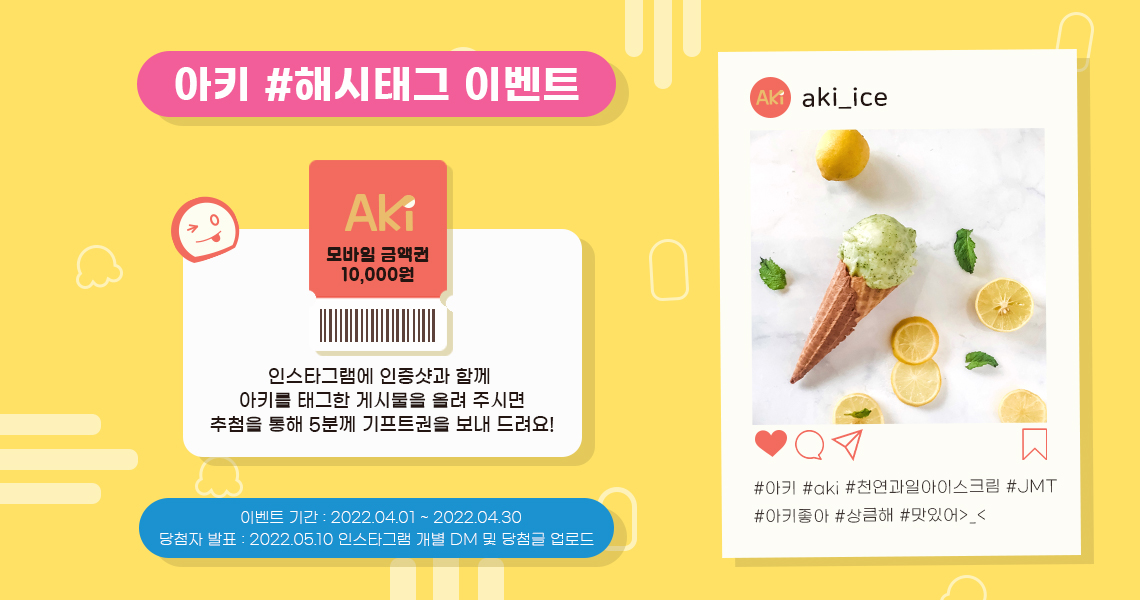 아키 #해시태그 이벤트
Aki
모바일 금액권
10,000원
인스타그램에 인증샷과 함께
아키를 태그한 게시물을 올려 주시면
추첨을 통해 5분께 기프트권을 보내 드려요!
이벤트 기간 : 2022.04.01 ~ 2022.04.30
당첨자 발표 : 2022.05.10 인스타그램 개별 DM 및 당첨글 업로드
Aki aki_ice
#아키 #aki #천연과일아이스크림 #JMT
#아키좋아 #상큼해 #맛있어>_<